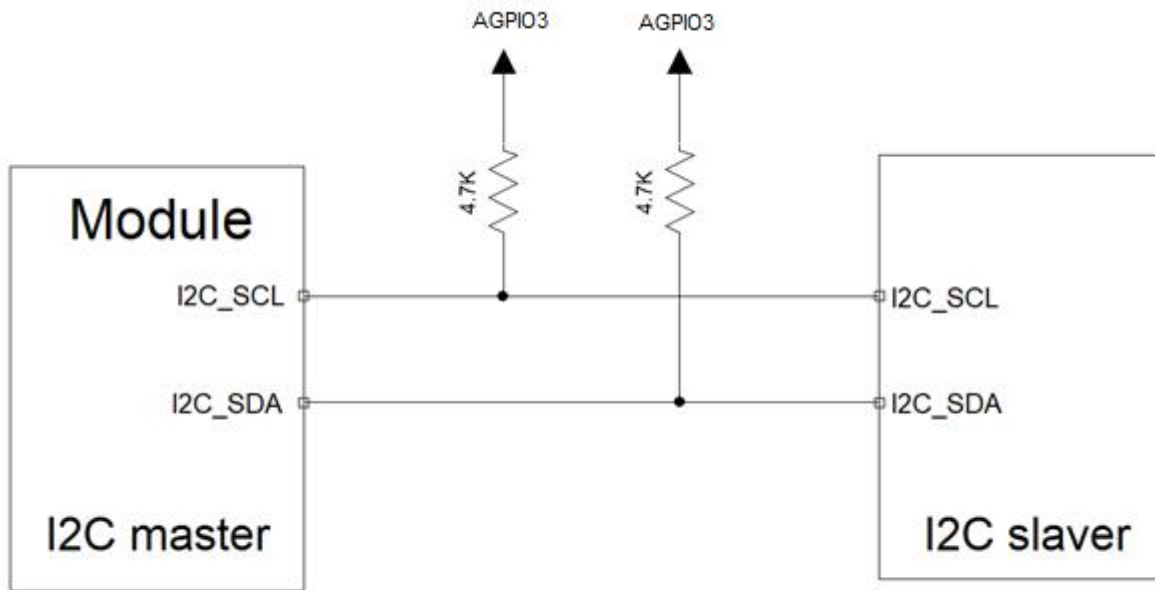 AGPIO3 AGPIO3
4.7K 4.7K
Module
I2C_SCL I2C_SCL
I2C_SDA I2C_SDA
I2C master I2C slaver